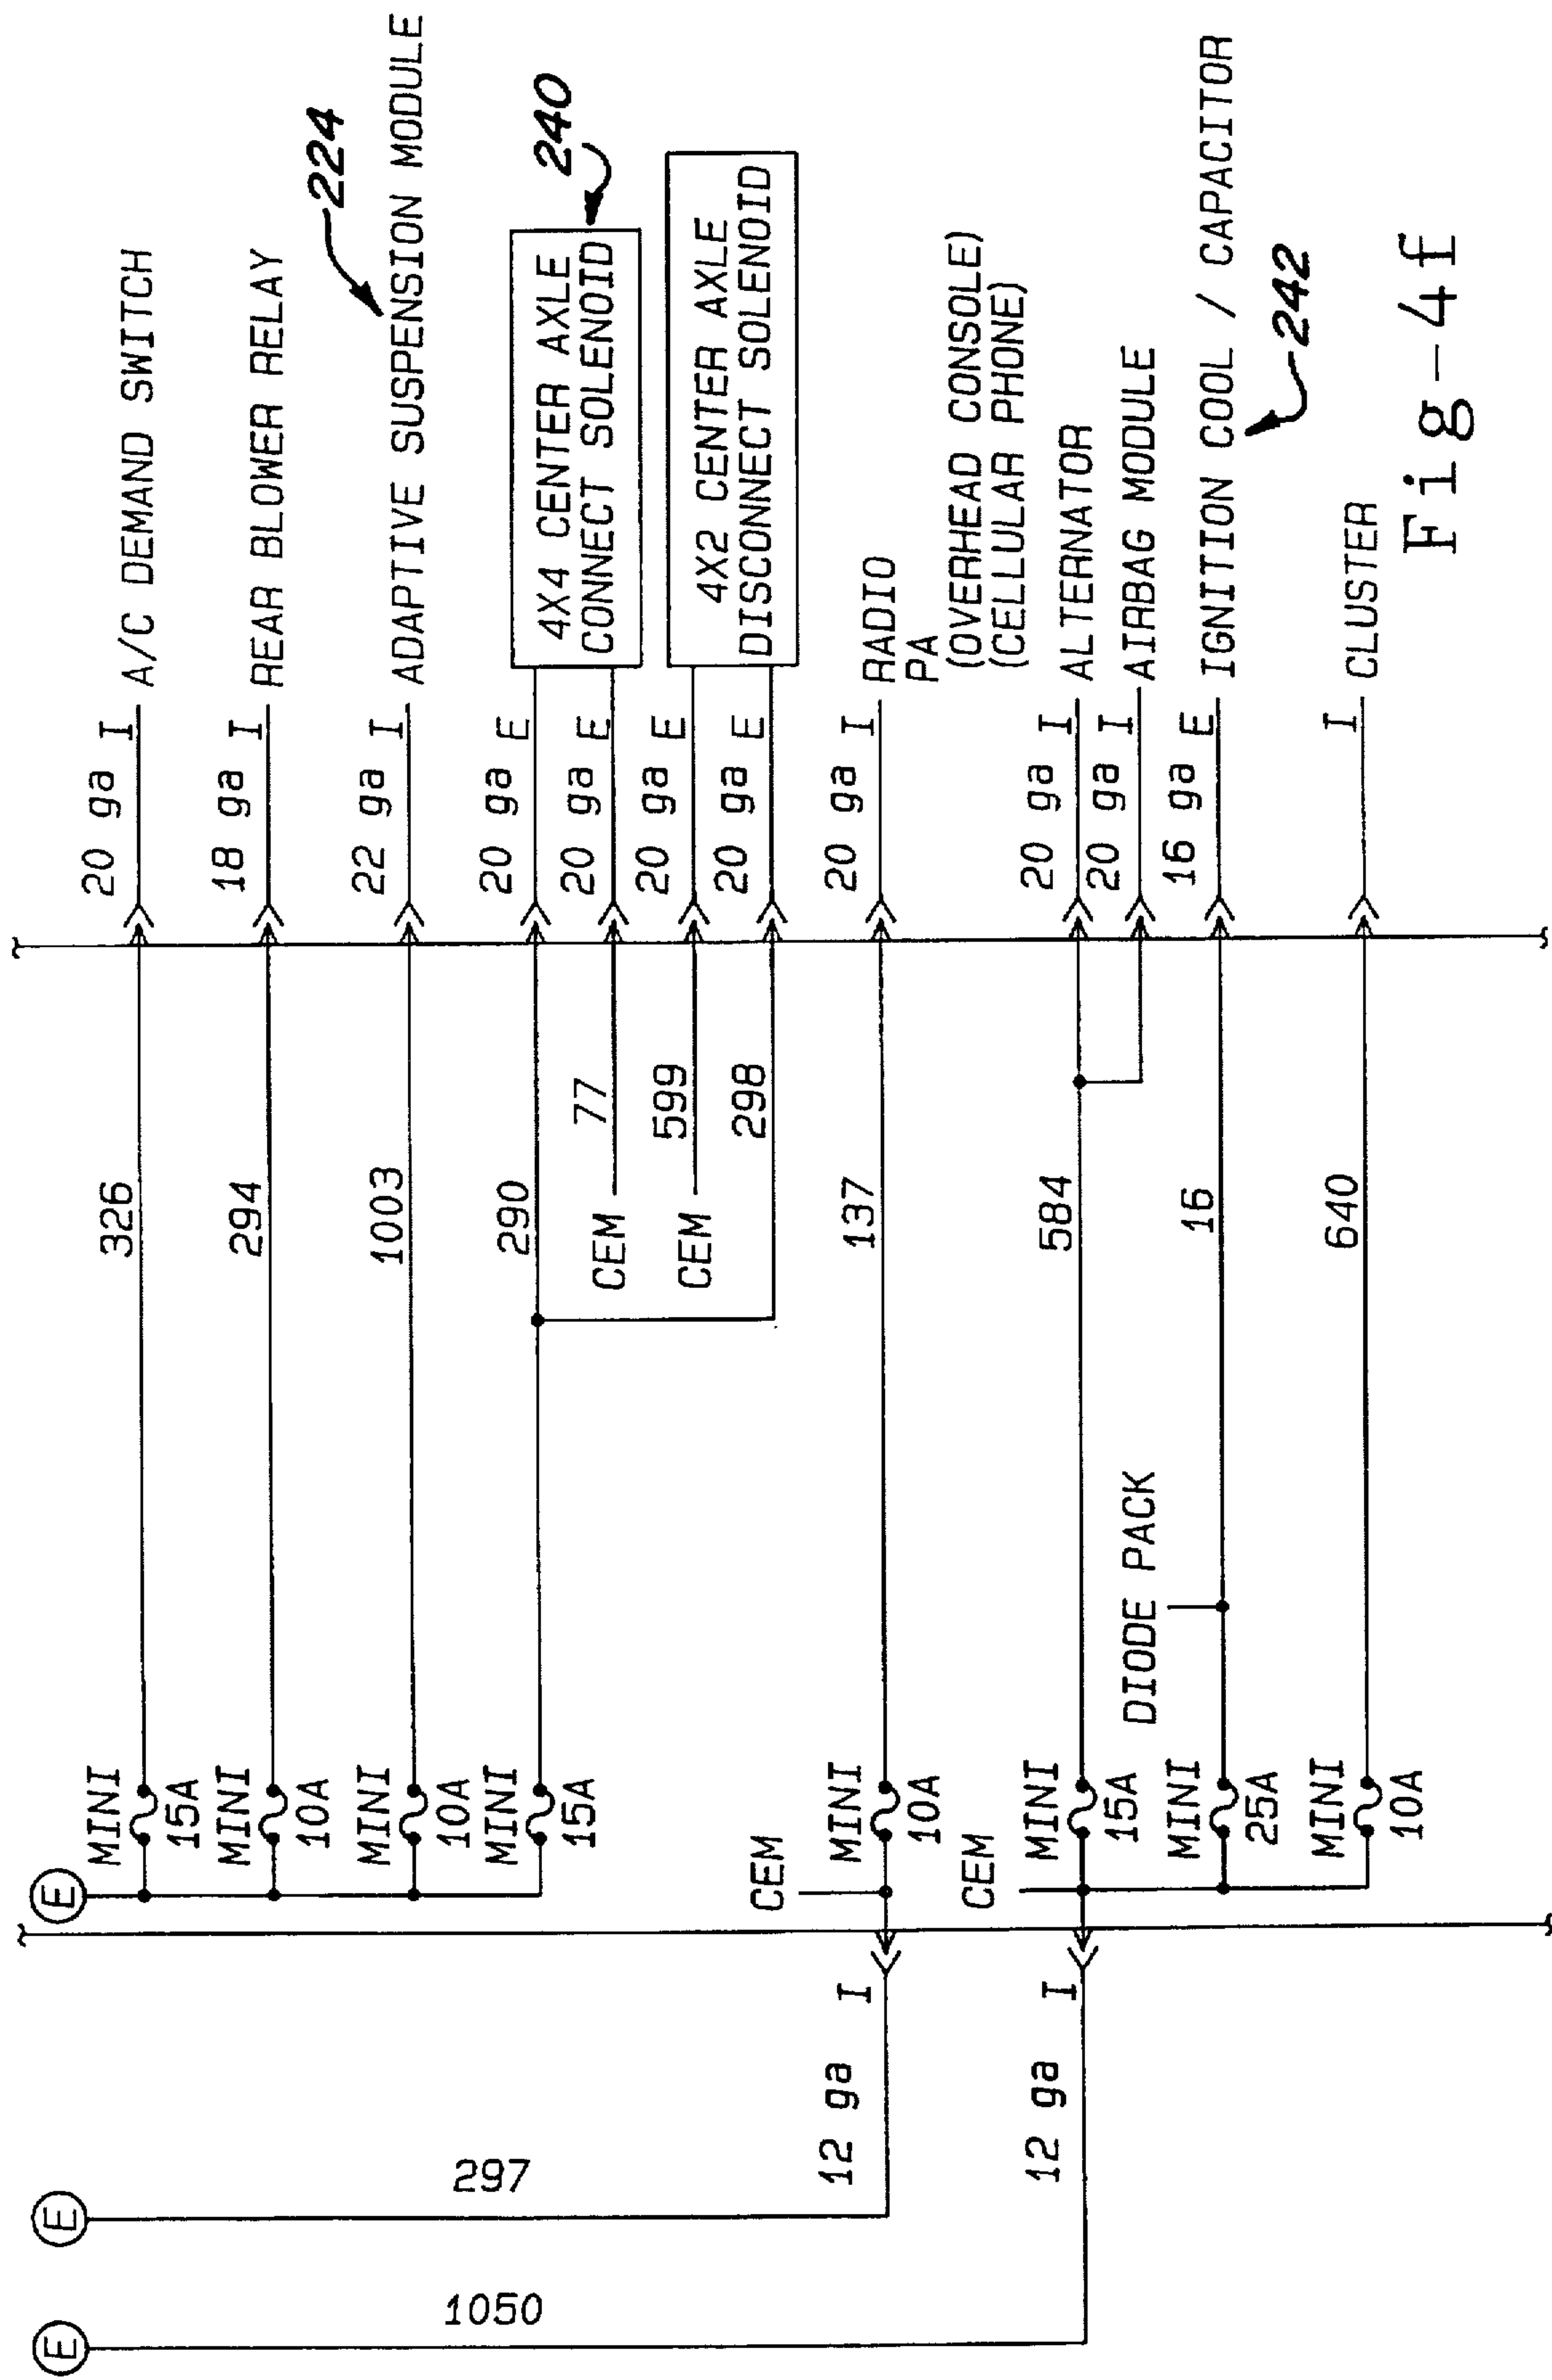 E
MINI
15A
326
20 ga I
A/C DEMAND SWITCH
MINI
10A
294
18 ga I
REAR BLOWER RELAY
224
MINI
10A
1003
22 ga I
ADAPTIVE SUSPENSION MODULE
MINI
15A
290
20 ga E
4X4 CENTER AXLE
CONNECT SOLENOID
240
CEM
77
20 ga E
CEM
599
20 ga E
4X2 CENTER AXLE
DISCONNECT SOLENOID
298
20 ga E
E
297
12 ga I
CEM
MINI
10A
137
20 ga I
RADIO
PA
(OVERHEAD CONSOLE)
(CELLULAR PHONE)
E
1050
12 ga I
CEM
MINI
15A
584
20 ga I
ALTERNATOR
20 ga I
AIRBAG MODULE
DIODE PACK
MINI
25A
16
16 ga E
IGNITION COOL / CAPACITOR
242
MINI
10A
640
I
CLUSTER
Fig-4f